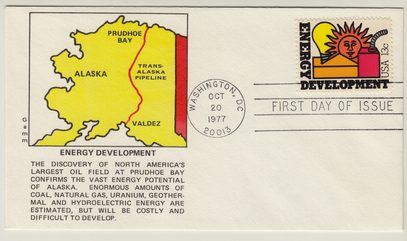 PRUDHOE
BAY
TRANS-
ALASKA
PIPELINE
ALASKA
VALDEZ
Gamm
ENERGY DEVELOPMENT
THE DISCOVERY OF NORTH AMERICA'S
LARGEST OIL FIELD AT PRUDHOE BAY
CONFIRMS THE VAST ENERGY POTENTIAL
OF ALASKA. ENORMOUS AMOUNTS OF
COAL, NATURAL GAS, URANIUM, GEOTHER-
MAL AND HYDROELECTRIC ENERGY ARE
ESTIMATED, BUT WILL BE COSTLY AND
DIFFICULT TO DEVELOP.
WASHINGTON, DC
OCT
20
1977
20013
FIRST DAY OF ISSUE
ENERGY
DEVELOPMENT
USA 13c